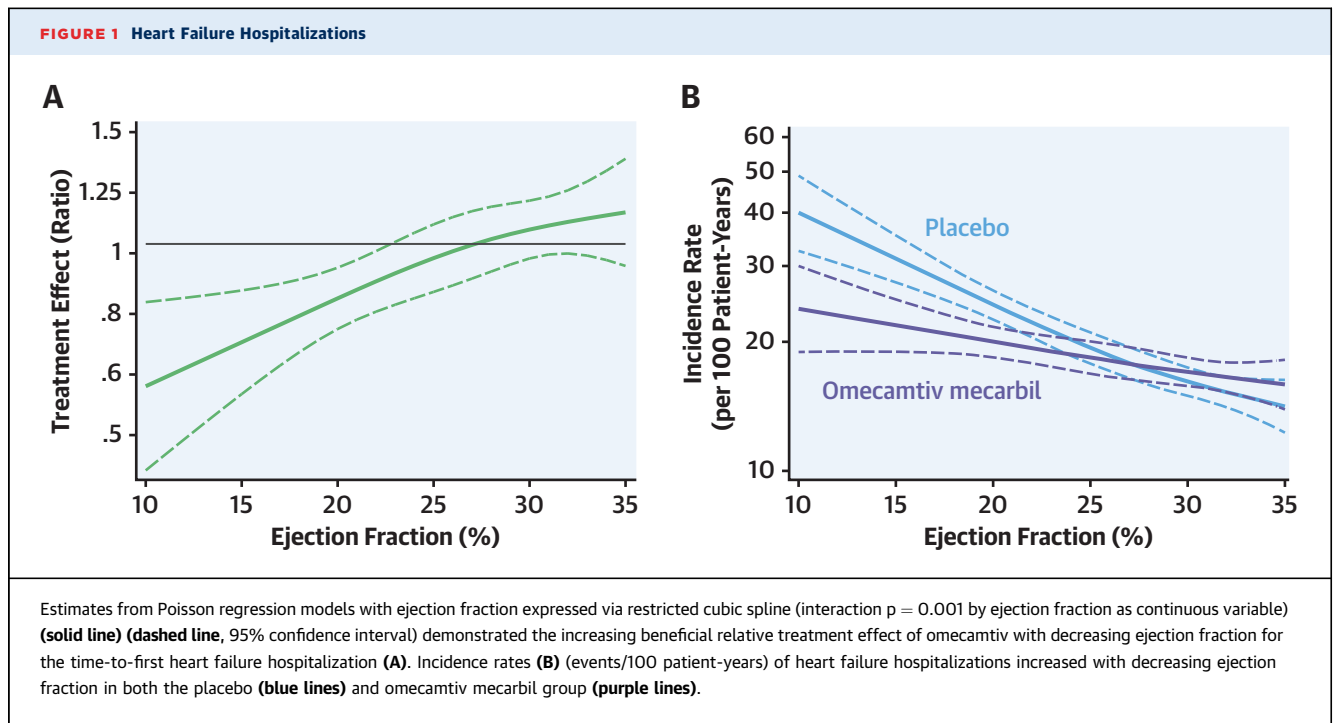 FIGURE 1 Heart Failure Hospitalizations
A
Treatment Effect (Ratio)
1.5
1.25
1
.8
.6
.5
10 15 20 25 30 35
Ejection Fraction (%)
B
Incidence Rate
(per 100 Patient-Years)
60
50
40
30
20
10
Placebo
Omecamtiv mecarbil
10 15 20 25 30 35
Ejection Fraction (%)
Estimates from Poisson regression models with ejection fraction expressed via restricted cubic spline (interaction p = 0.001 by ejection fraction as continuous variable)
(solid line) (dashed line, 95% confidence interval) demonstrated the increasing beneficial relative treatment effect of omecamtiv with decreasing ejection fraction for
the time-to-first heart failure hospitalization (A). Incidence rates (B) (events/100 patient-years) of heart failure hospitalizations increased with decreasing ejection
fraction in both the placebo (blue lines) and omecamtiv mecarbil group (purple lines).